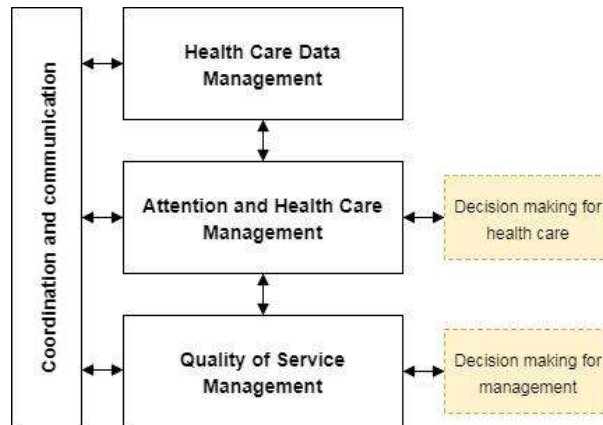 Coordination and communication
Health Care Data
Management
Attention and Health Care
Management
Decision making for
health care
Quality of Service
Management
Decision making for
management